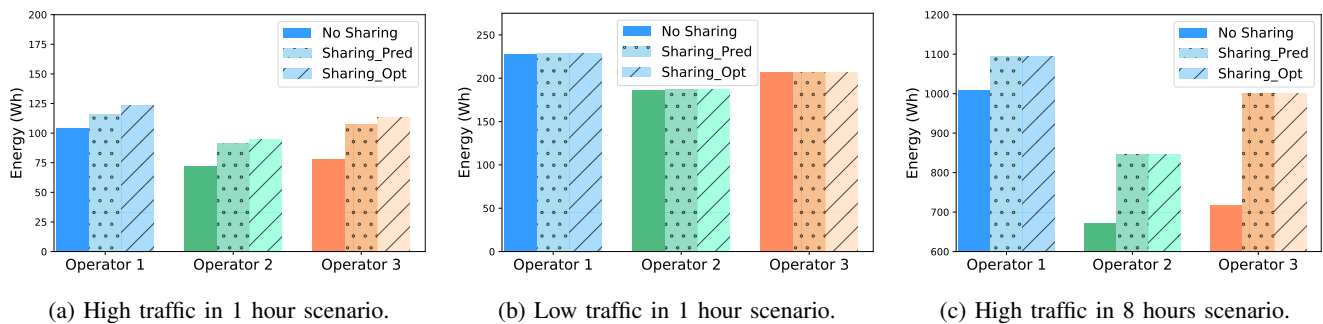 200
175
150
125
100
75
50
25
0
Energy (Wh)
No Sharing
Sharing_Pred
Sharing_Opt
Operator 1 Operator 2 Operator 3
(a) High traffic in 1 hour scenario.
250
200
150
100
50
0
Energy (Wh)
No Sharing
Sharing_Pred
Sharing_Opt
Operator 1 Operator 2 Operator 3
(b) Low traffic in 1 hour scenario.
1200
1100
1000
900
800
700
600
Energy (Wh)
No Sharing
Sharing_Pred
Sharing_Opt
Operator 1 Operator 2 Operator 3
(c) High traffic in 8 hours scenario.